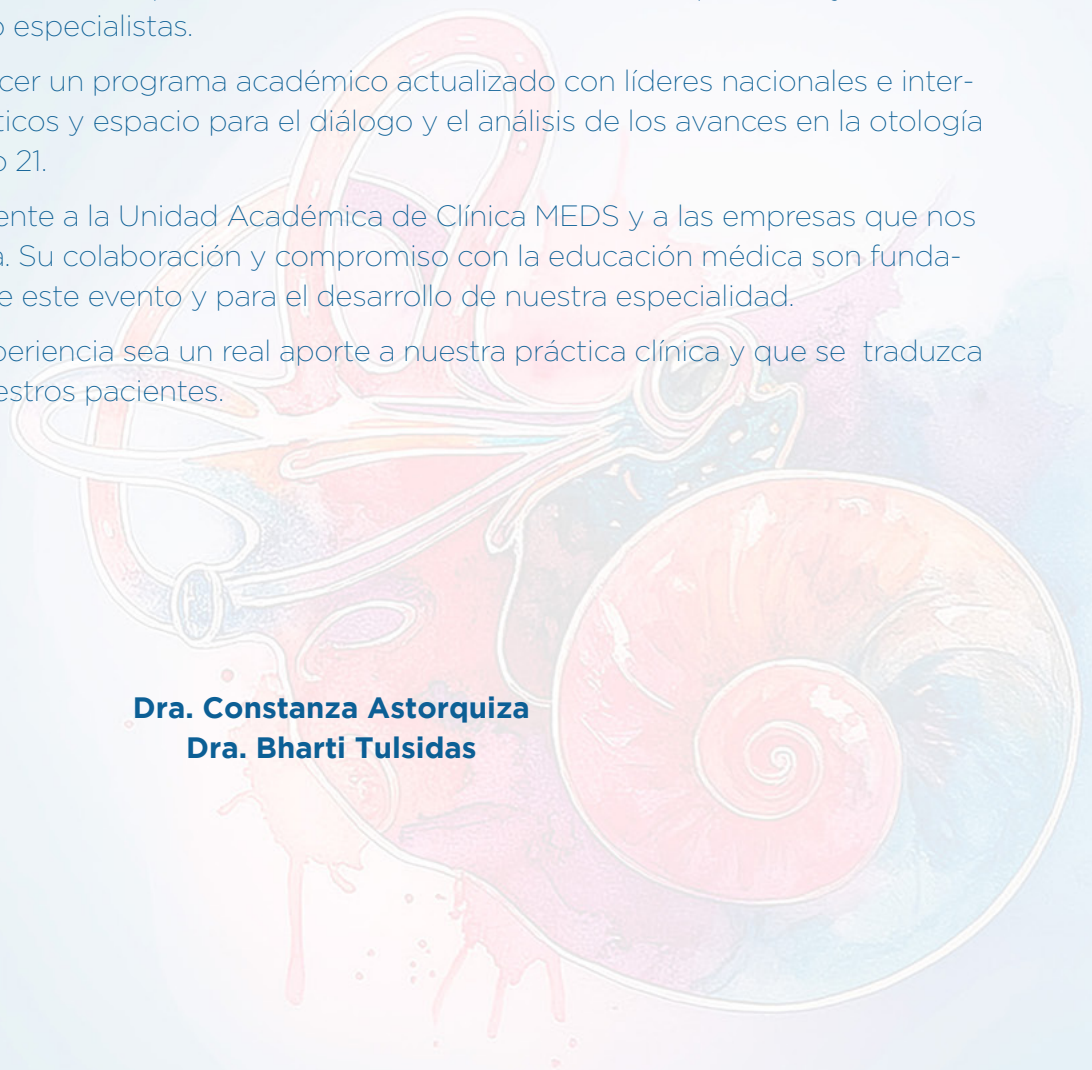 o especialistas.
cer un programa académico actualizado con líderes nacionales e inter-
ticos y espacio para el diálogo y el análisis de los avances en la otología
o 21.
ente a la Unidad Académica de Clínica MEDS y a las empresas que nos
a. Su colaboración y compromiso con la educación médica son funda-
e este evento y para el desarrollo de nuestra especialidad.
periencia sea un real aporte a nuestra práctica clínica y que se traduzca
estros pacientes.
Dra. Constanza Astorquiza
Dra. Bharti Tulsidas